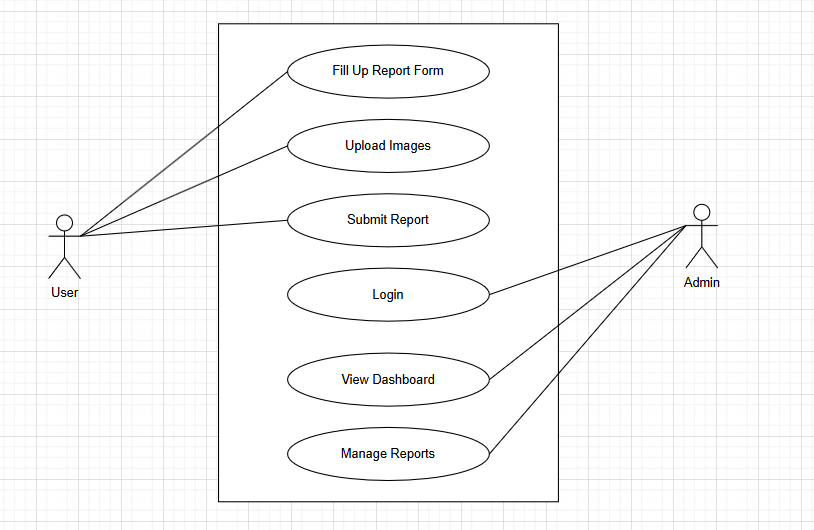 Fill Up Report Form
Upload Images
Submit Report
User
Login
Admin
View Dashboard
Manage Reports